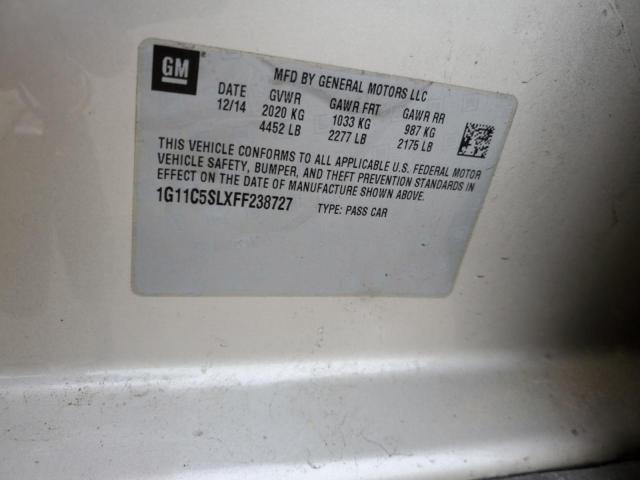 GM
MFD BY GENERAL MOTORS LLC
DATE GVWR GAWR FRT GAWR RR
12/14 2020 KG 1033 KG 987 KG
4452 LB 2277 LB 2175 LB
THIS VEHICLE CONFORMS TO ALL APPLICABLE U.S. FEDERAL MOTOR
VEHICLE SAFETY, BUMPER, AND THEFT PREVENTION STANDARDS IN
EFFECT ON THE DATE OF MANUFACTURE SHOWN ABOVE.
1G11C5SLXFF238727 TYPE: PASS CAR